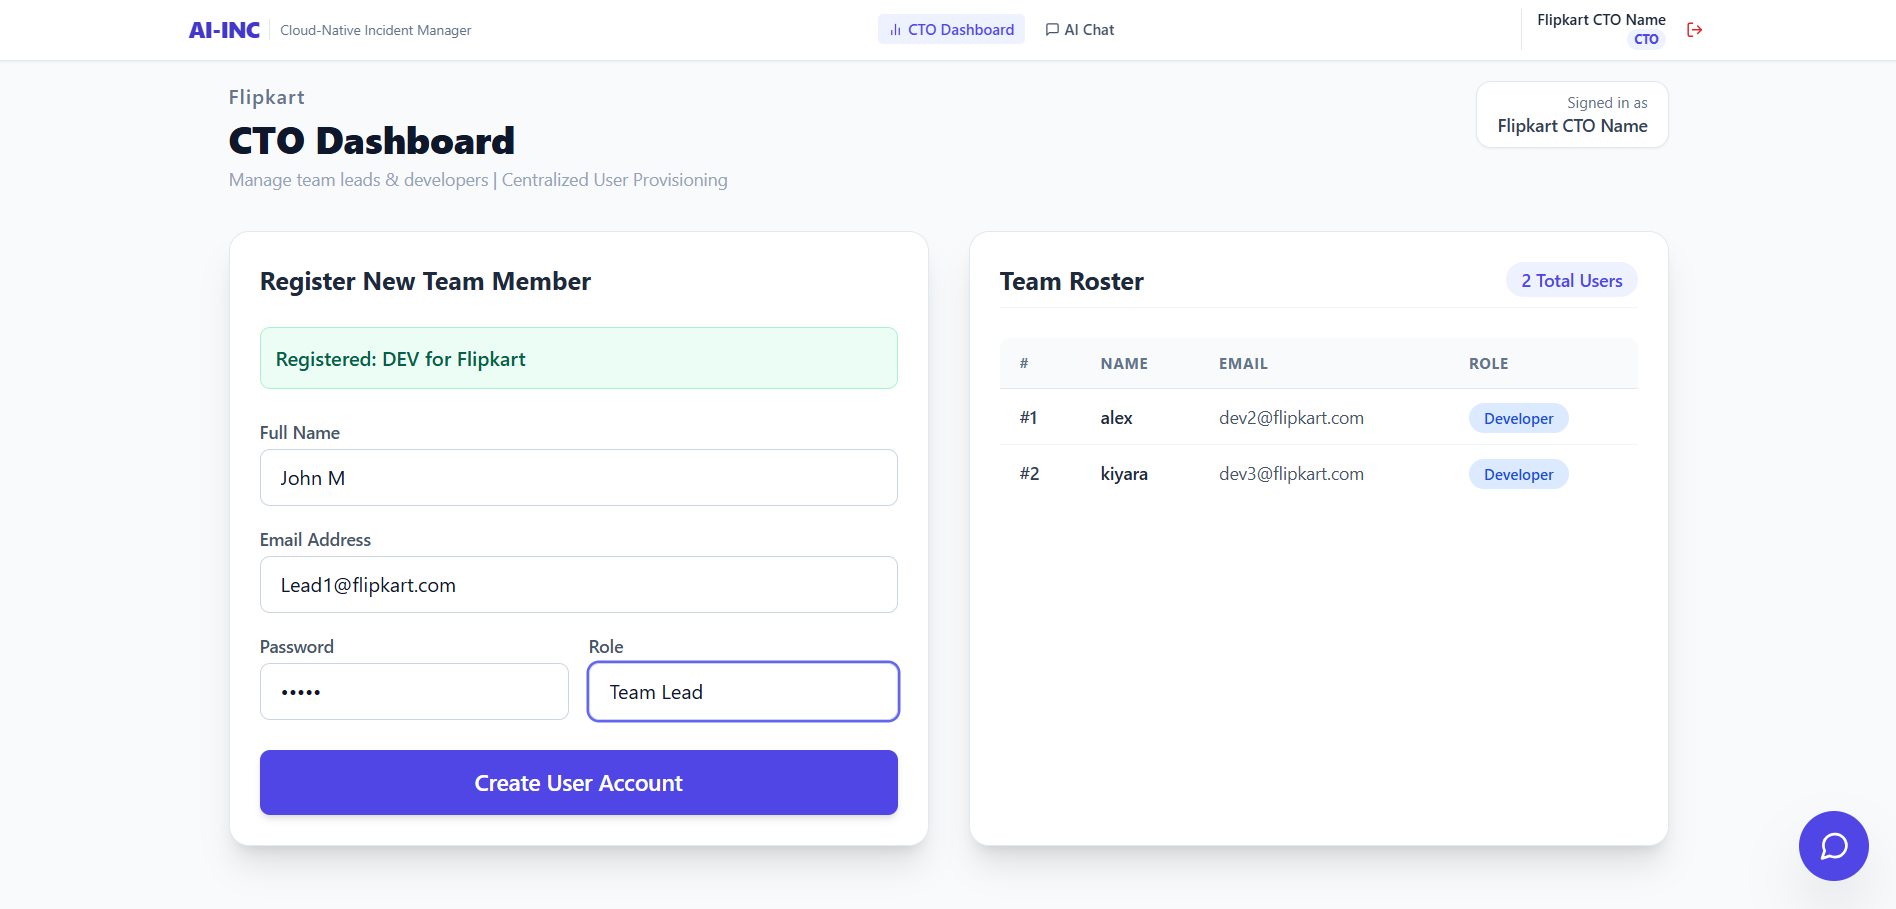 AI-INC Cloud-Native Incident Manager CTO Dashboard AI Chat Flipkart CTO Name
CTO
Flipkart
CTO Dashboard
Manage team leads & developers | Centralized User Provisioning
Signed in as
Flipkart CTO Name
Register New Team Member
Registered: DEV for Flipkart
Full Name
John M
Email Address
Lead1@flipkart.com
Password Role
••••• Team Lead
Create User Account
Team Roster 2 Total Users
# NAME EMAIL ROLE
#1 alex dev2@flipkart.com Developer
#2 kiyara dev3@flipkart.com Developer